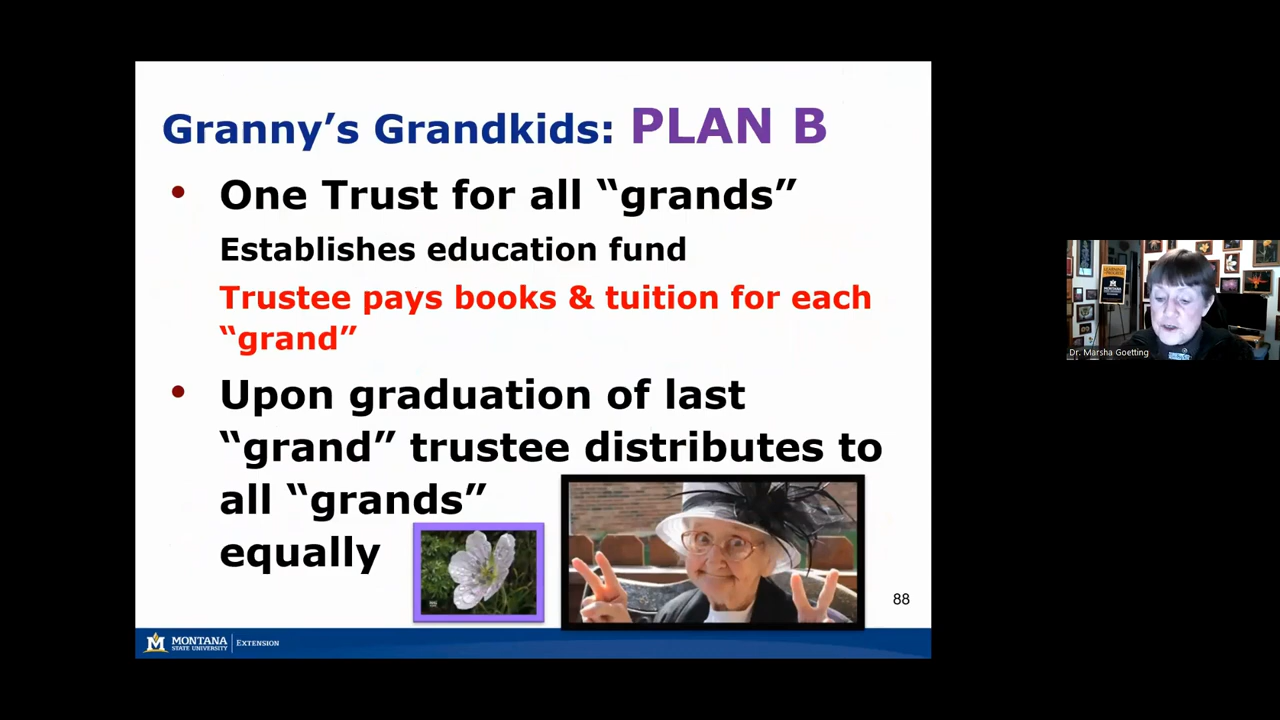 Granny’s Grandkids: PLAN B
• One Trust for all “grands”
Establishes education fund
Trustee pays books & tuition for each
“grand”
• Upon graduation of last
“grand” trustee distributes to
all “grands”
equally
88
M MONTANA
STATE UNIVERSITY
EXTENSION
Dr. Marsha Goetting